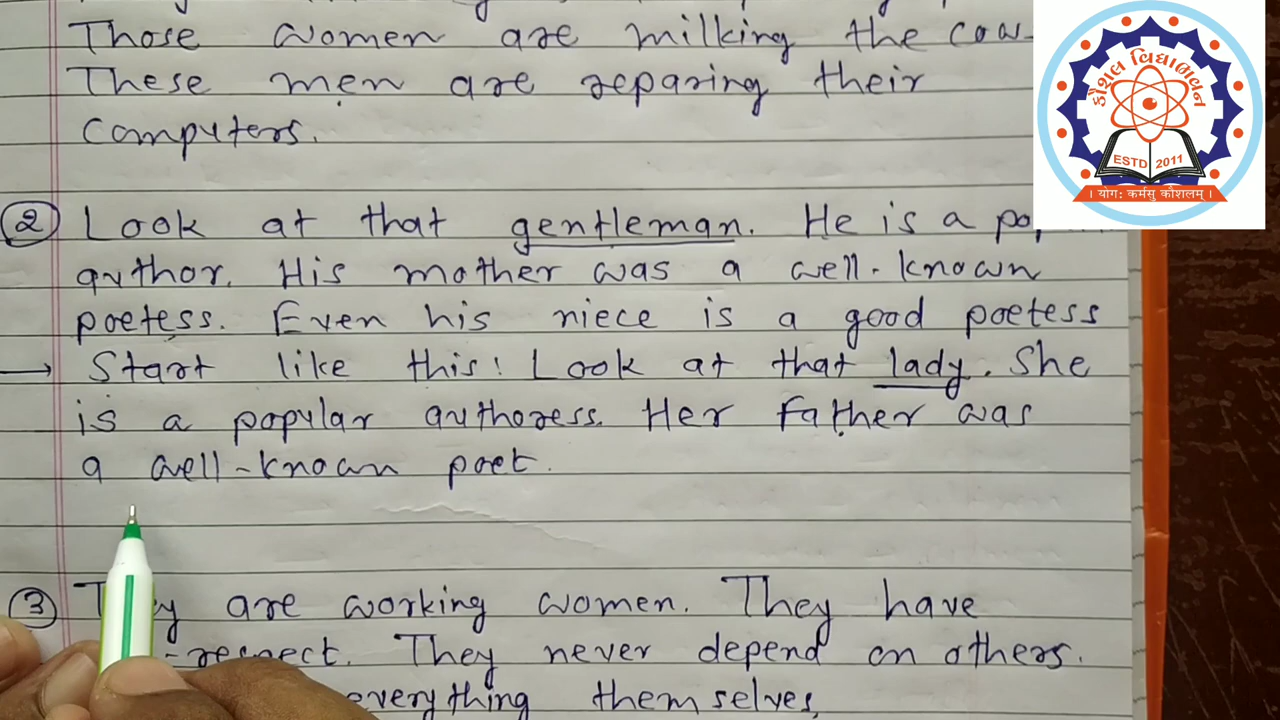 Those women are milking the cow
These men are reparing their
computers.
કૌશલ વિદ્યાભવન
ESTD 2011
। योगः कर्मसु कौशलम् ।
② Look at that gentleman. He is a
author. His mother was a well-known
poetess. Even his niece is a good poetess
→ Start like this: Look at that lady. She
is a popular authoress. Her father was
a well-known poet.
③ They are working women. They have
-respect. They never depend on others.
everything themselves.